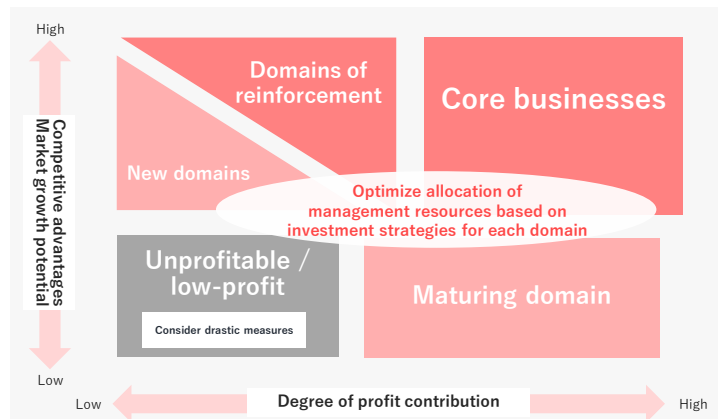 High
Competitive advantages
Market growth potential
Low
Domains of
reinforcement
New domains
Core businesses
Optimize allocation of
management resources based on
investment strategies for each domain
Unprofitable /
low-profit
Consider drastic measures
Maturing domain
Low
Degree of profit contribution
High